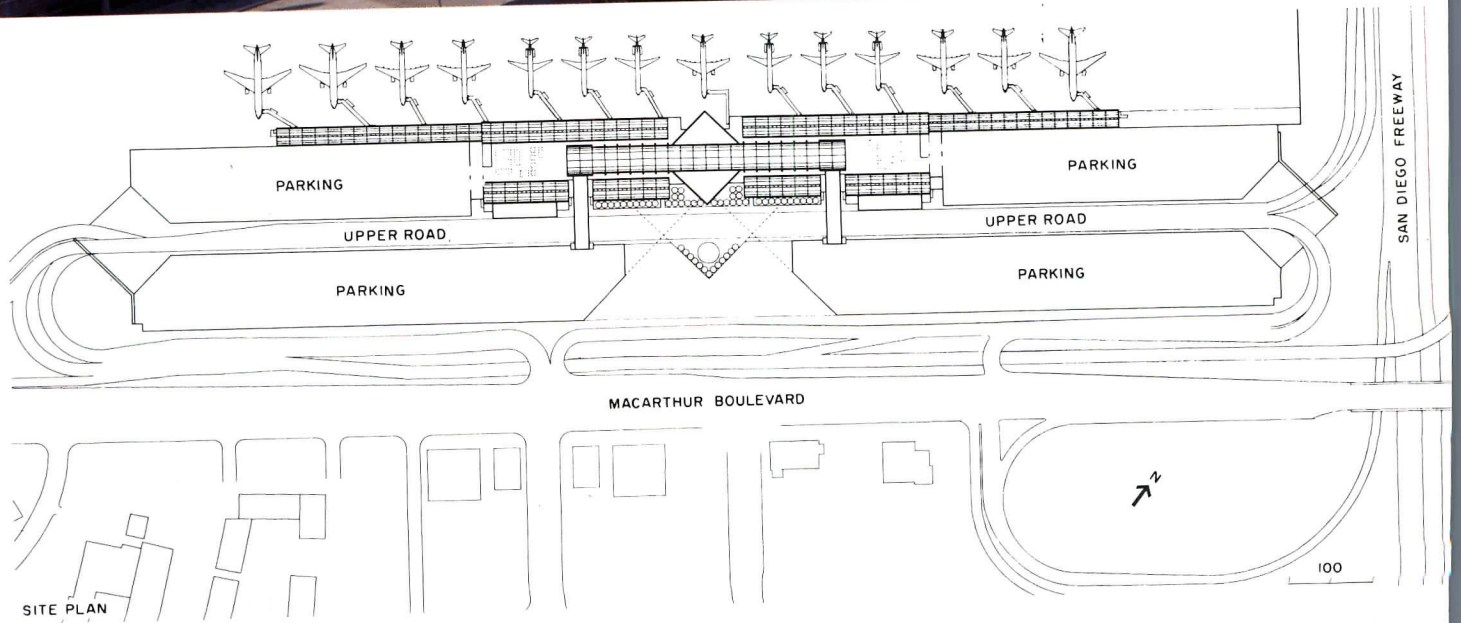 PARKING
PARKING
UPPER ROAD
UPPER ROAD
PARKING
PARKING
SAN DIEGO FREEWAY
MACARTHUR BOULEVARD
N
100
SITE PLAN